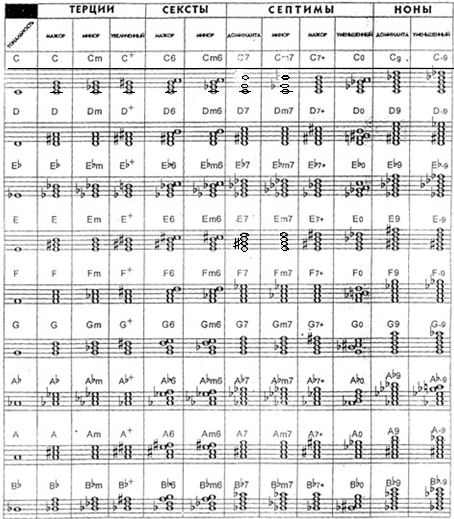 ТЕРЦИИ СЕКСТЫ СЕПТИМЫ НОНЫ
ТОНАЛЬНОСТЬ МАЖОР МИНОР УВЕЛИЧЕННЫЙ МАЖОР МИНОР ДОМИНАНТА МИНОР МАЖОР УМЕНЬШЕННЫЙ ДОМИНАНТА УМЕНЬШЕННЫЙ
C C Cm C+ C6 Cm6 C7 Cm7 C7+ C0 C9 C-9
D D Dm D+ D6 Dm6 D7 Dm7 D7+ D0 D9 D-9
E♭ E♭ E♭m E♭+ E♭6 E♭m6 E♭7 E♭m7 E♭7+ E♭0 E♭9 E♭-9
E E Em E+ E6 Em6 E7 Em7 E7+ E0 E9 E-9
F F Fm F+ F6 Fm6 F7 Fm7 F7+ F0 F9 F-9
G G Gm G+ G6 Gm6 G7 Gm7 G7+ G0 G9 G-9
A♭ A♭ A♭m A♭+ A♭6 A♭m6 A♭7 A♭m7 A♭7+ A♭0 A♭9 A♭-9
A A Am A+ A6 Am6 A7 Am7 A7+ A0 A9 A-9
B♭ B♭ B♭m B♭+ B♭6 B♭m6 B♭7 B♭m7 B♭7+ B♭0 B♭9 B♭-9